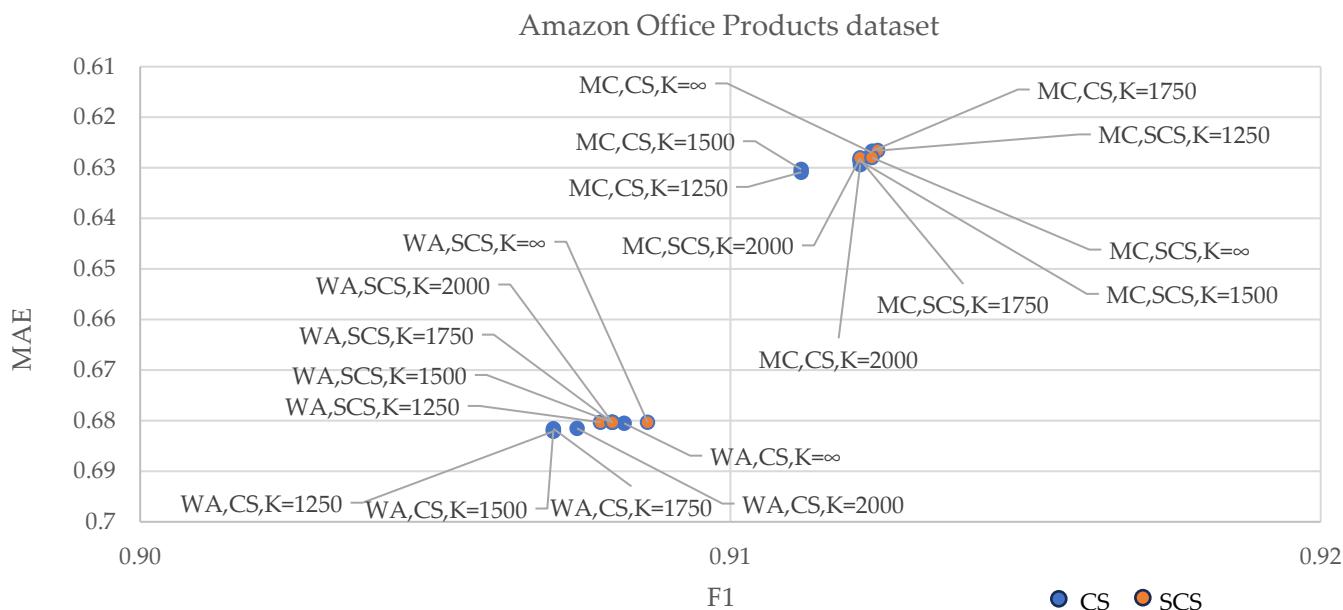 Amazon Office Products dataset
0.61
MC,CS,K=∞
MC,CS,K=1750
0.62
MC,CS,K=1500
MC,SCS,K=1250
0.63
MC,CS,K=1250
0.64
WA,SCS,K=∞
MC,SCS,K=2000
MC,SCS,K=∞
0.65
WA,SCS,K=2000
MC,SCS,K=1750
MC,SCS,K=1500
0.66
WA,SCS,K=1750
MC,CS,K=2000
0.67
WA,SCS,K=1500
WA,SCS,K=1250
0.68
WA,CS,K=∞
0.69
WA,CS,K=1250
WA,CS,K=1500
WA,CS,K=1750
WA,CS,K=2000
0.7
MAE
0.90
0.91
0.92
F1
CS
SCS